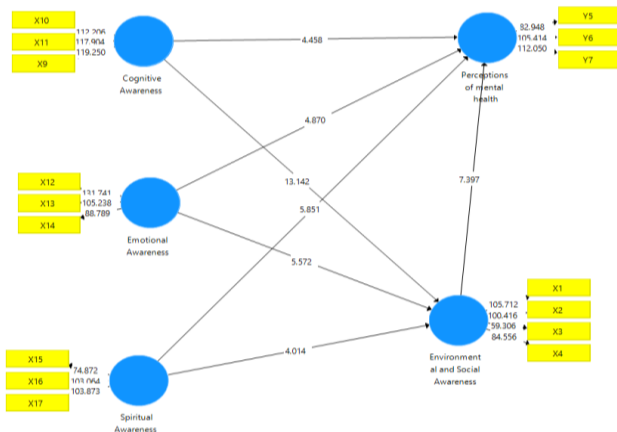 X10
X11
X9
112.206
117.904
119.250
Cognitive
Awareness
4.458
92.948
105.414
112.050
Y5
Y6
Y7
Perceptions
of mental
health
4.870
13.142
7.397
X12
X13
X14
131.741
105.238
88.789
Emotional
Awareness
5.851
5.572
105.712
100.416
59.306
84.556
X1
X2
X3
X4
Environment
al and Social
Awareness
4.014
X15
X16
X17
74.872
103.064
103.873
Spiritual
Awareness